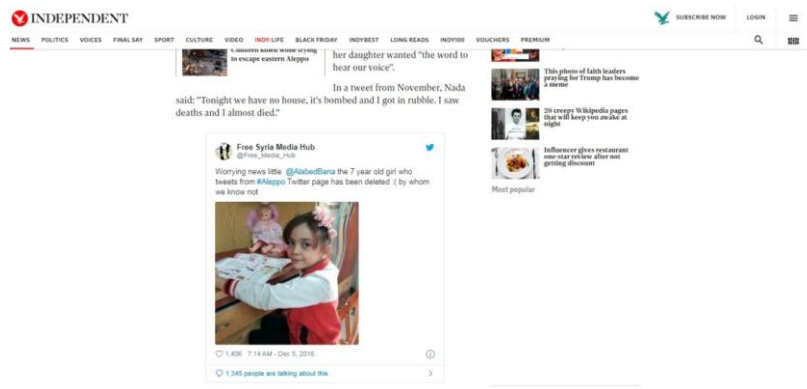 INDEPENDENT
SUBSCRIBE NOW
LOGIN
NEWS POLITICS VOICES FINAL SAY SPORT CULTURE VIDEO INDY/LIFE BLACK FRIDAY INDYBEST LONG READS INDY100 VOUCHERS PREMIUM
Children killed while trying
to escape eastern Aleppo
her daughter wanted "the word to
hear our voice".
In a tweet from November, Nada
said: "Tonight we have no house, it's bombed and I got in rubble. I saw
deaths and I almost died."
Free Syria Media Hub
@Free_Media_Hub
Worrying news little @AlabedBana the 7 year old girl who
tweets from #Aleppo Twitter page has been deleted :( by whom
we know not
1,406 7:14 AM - Dec 5, 2016
1,345 people are talking about this
This photo of faith leaders
praying for Trump has become
a meme
20 creepy Wikipedia pages
that will keep you awake at
night
Influencer gives restaurant
one-star review after not
getting discount
Most popular